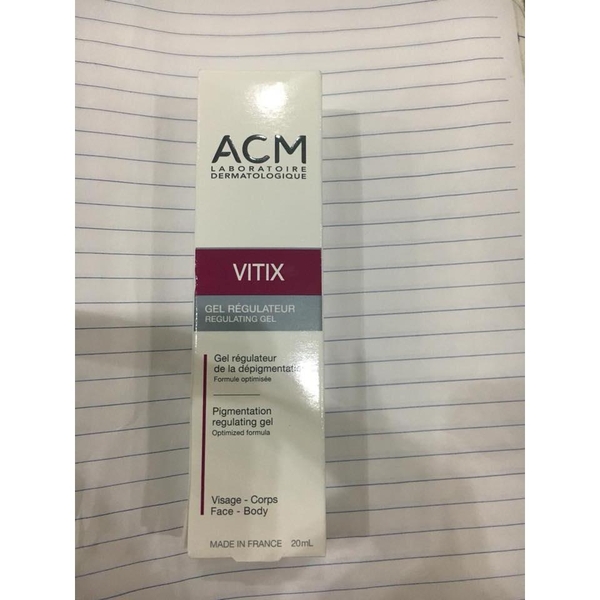 ACM
LABORATOIRE
DERMATOLOGIQUE
VITIX
GEL RÉGULATEUR
REGULATING GEL
Gel régulateur
de la dépigmentatio
Formule optimisée
Pigmentation
regulating gel
Optimized formula
Visage - Corps
Face - Body
MADE IN FRANCE 20mL